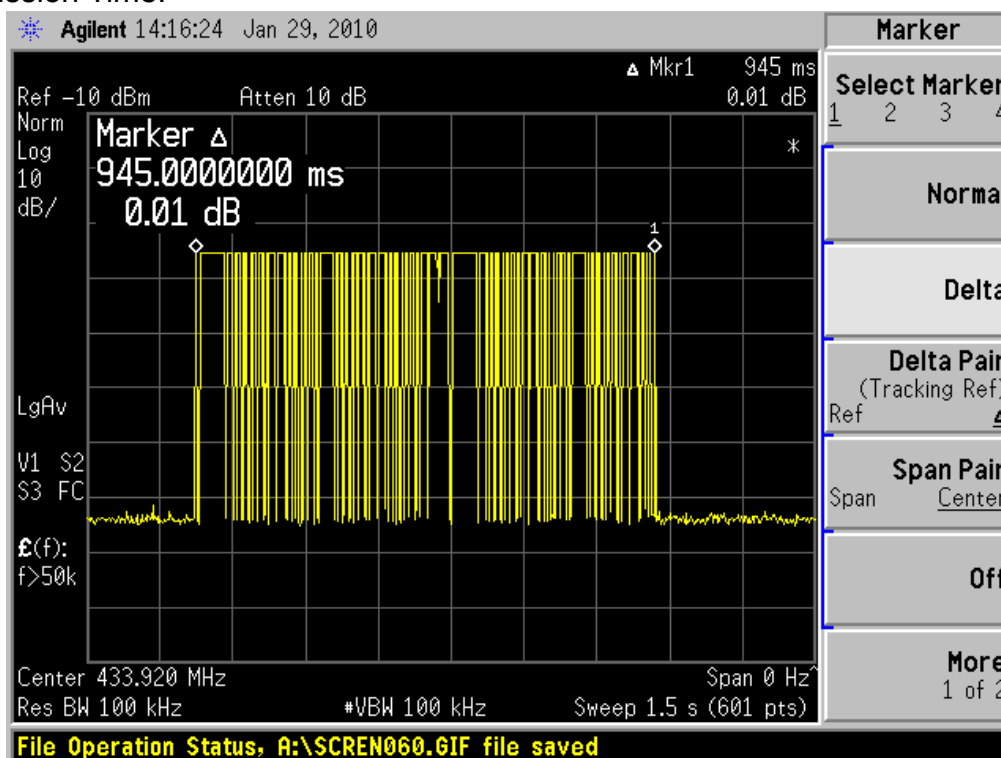 Agilent 14:16:24 Jan 29, 2010
Marker
Δ Mkr1 945 ms
Ref -10 dBm Atten 10 dB 0.01 dB
Norm
Log
10
dB/
Marker Δ
945.0000000 ms
0.01 dB
*
1
LgAv
V1 S2
S3 FC
£(f):
f>50k
Center 433.920 MHz Span 0 Hz^
Res BW 100 kHz #VBW 100 kHz Sweep 1.5 s (601 pts)
File Operation Status, A:\SCREN060.GIF file saved
Select Marker
1 2 3 4
Norma
Delta
Delta Pair
(Tracking Ref)
Ref Δ
Span Pair
Span Center
Off
More
1 of 2